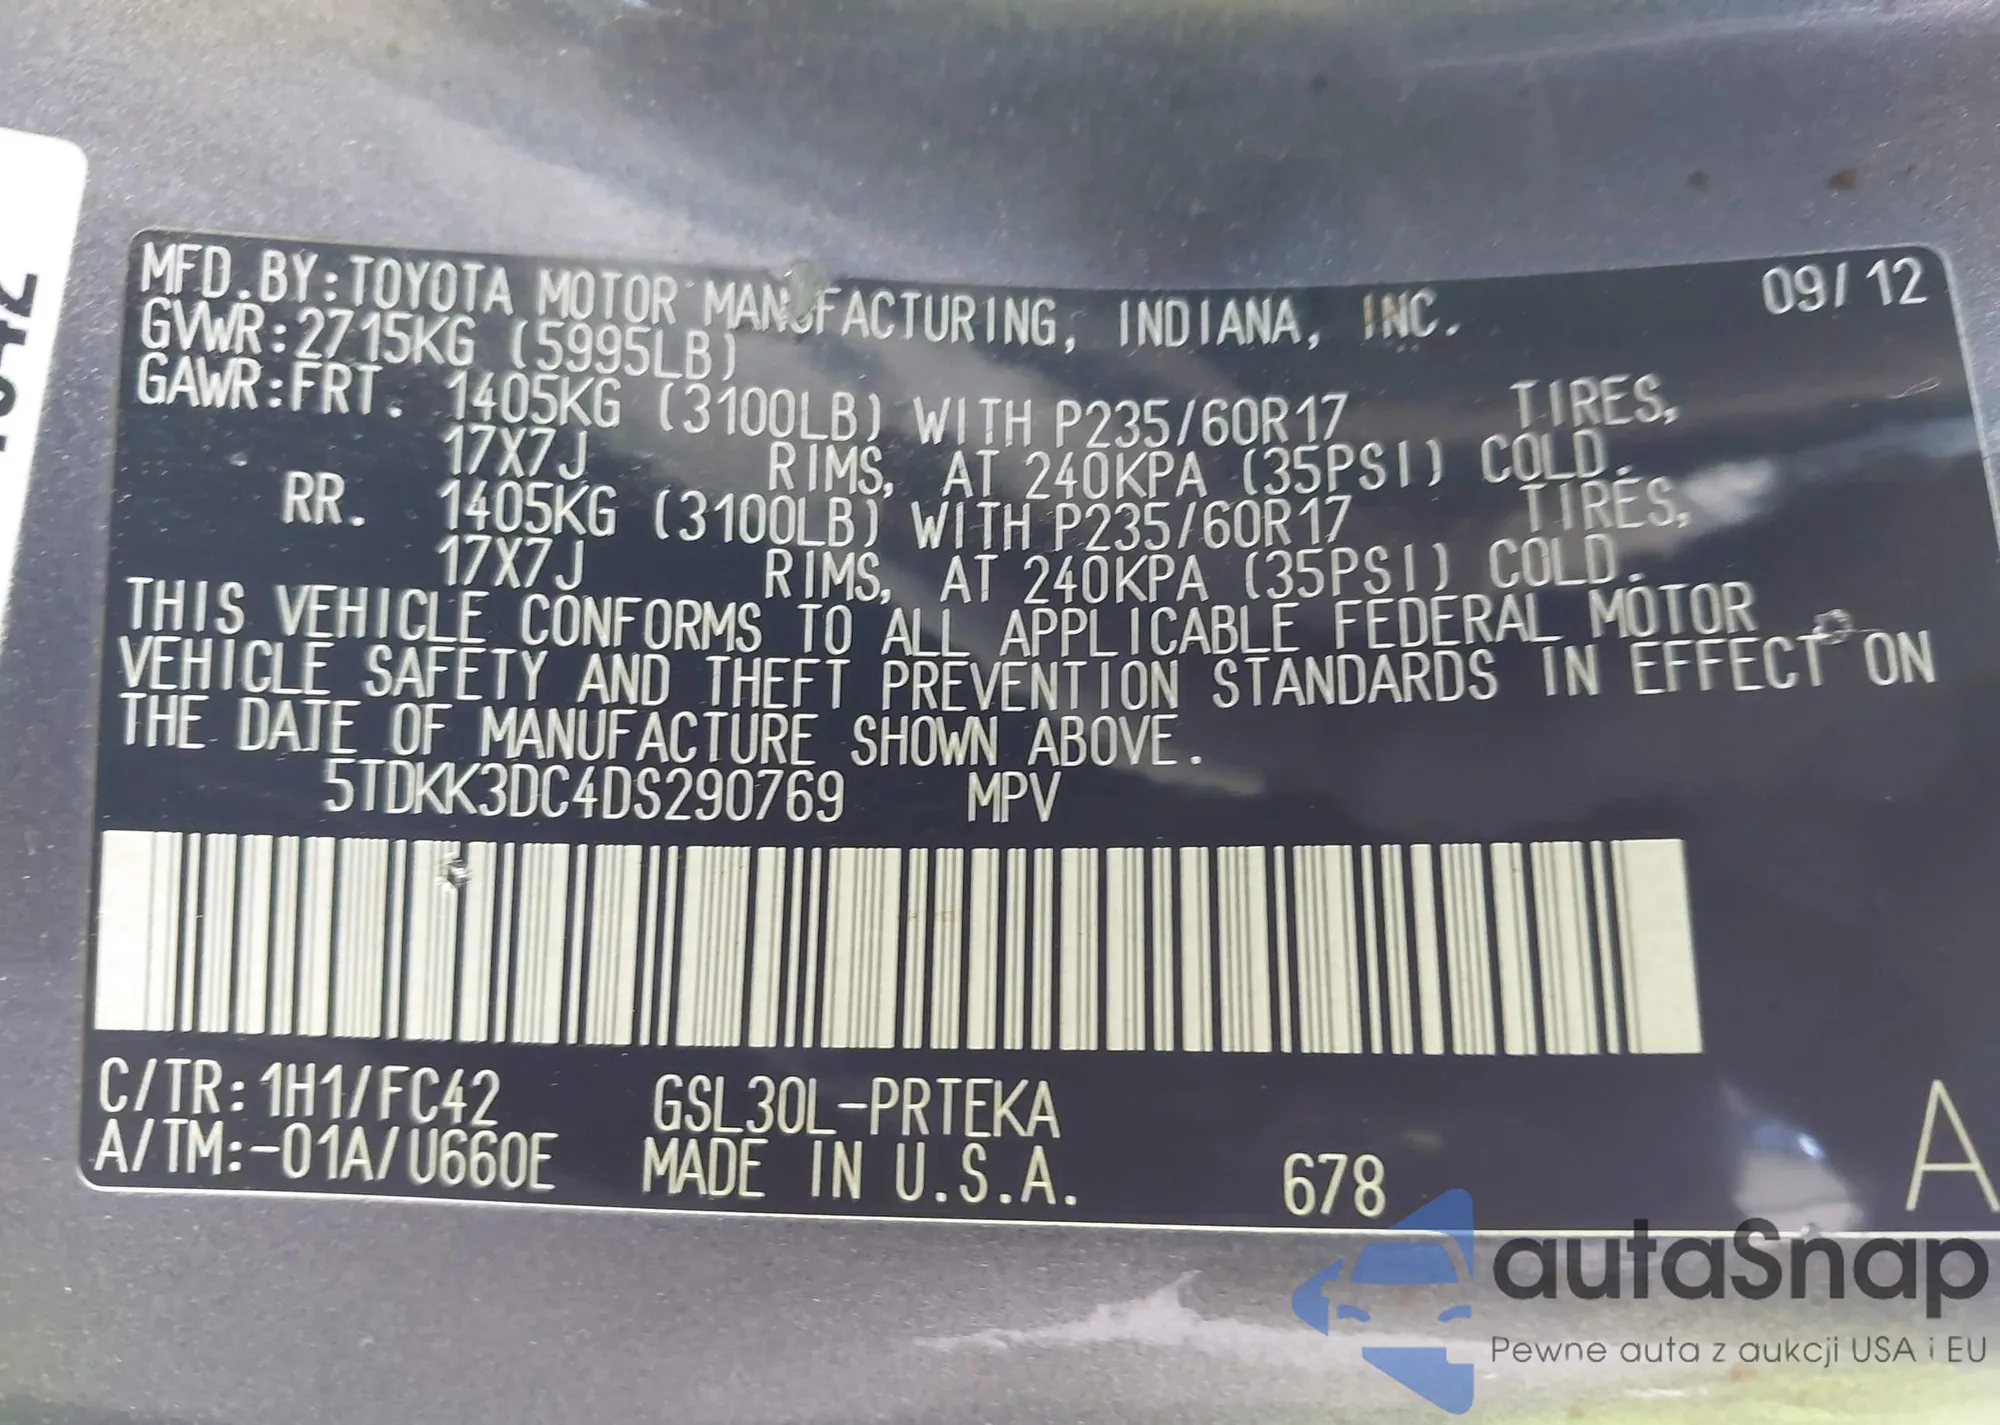 MFD.BY:TOYOTA MOTOR MANUFACTURING, INDIANA, INC. 09/12
GVWR:2715KG (5995LB)
GAWR:FRT. 1405KG (3100LB) WITH P235/60R17 TIRES,
17X7J RIMS, AT 240KPA (35PSI) COLD.
RR. 1405KG (3100LB) WITH P235/60R17 TIRES,
17X7J RIMS, AT 240KPA (35PSI) COLD.
THIS VEHICLE CONFORMS TO ALL APPLICABLE FEDERAL MOTOR
VEHICLE SAFETY AND THEFT PREVENTION STANDARDS IN EFFECT ON
THE DATE OF MANUFACTURE SHOWN ABOVE.
5TDKK3DC4DS290769 MPV
C/TR:1H1/FC42 GSL30L-PRTEKA
A/TM:-01A/U660E MADE IN U.S.A. 678 A
autaSnap
Pewne auta z aukcji USA i EU